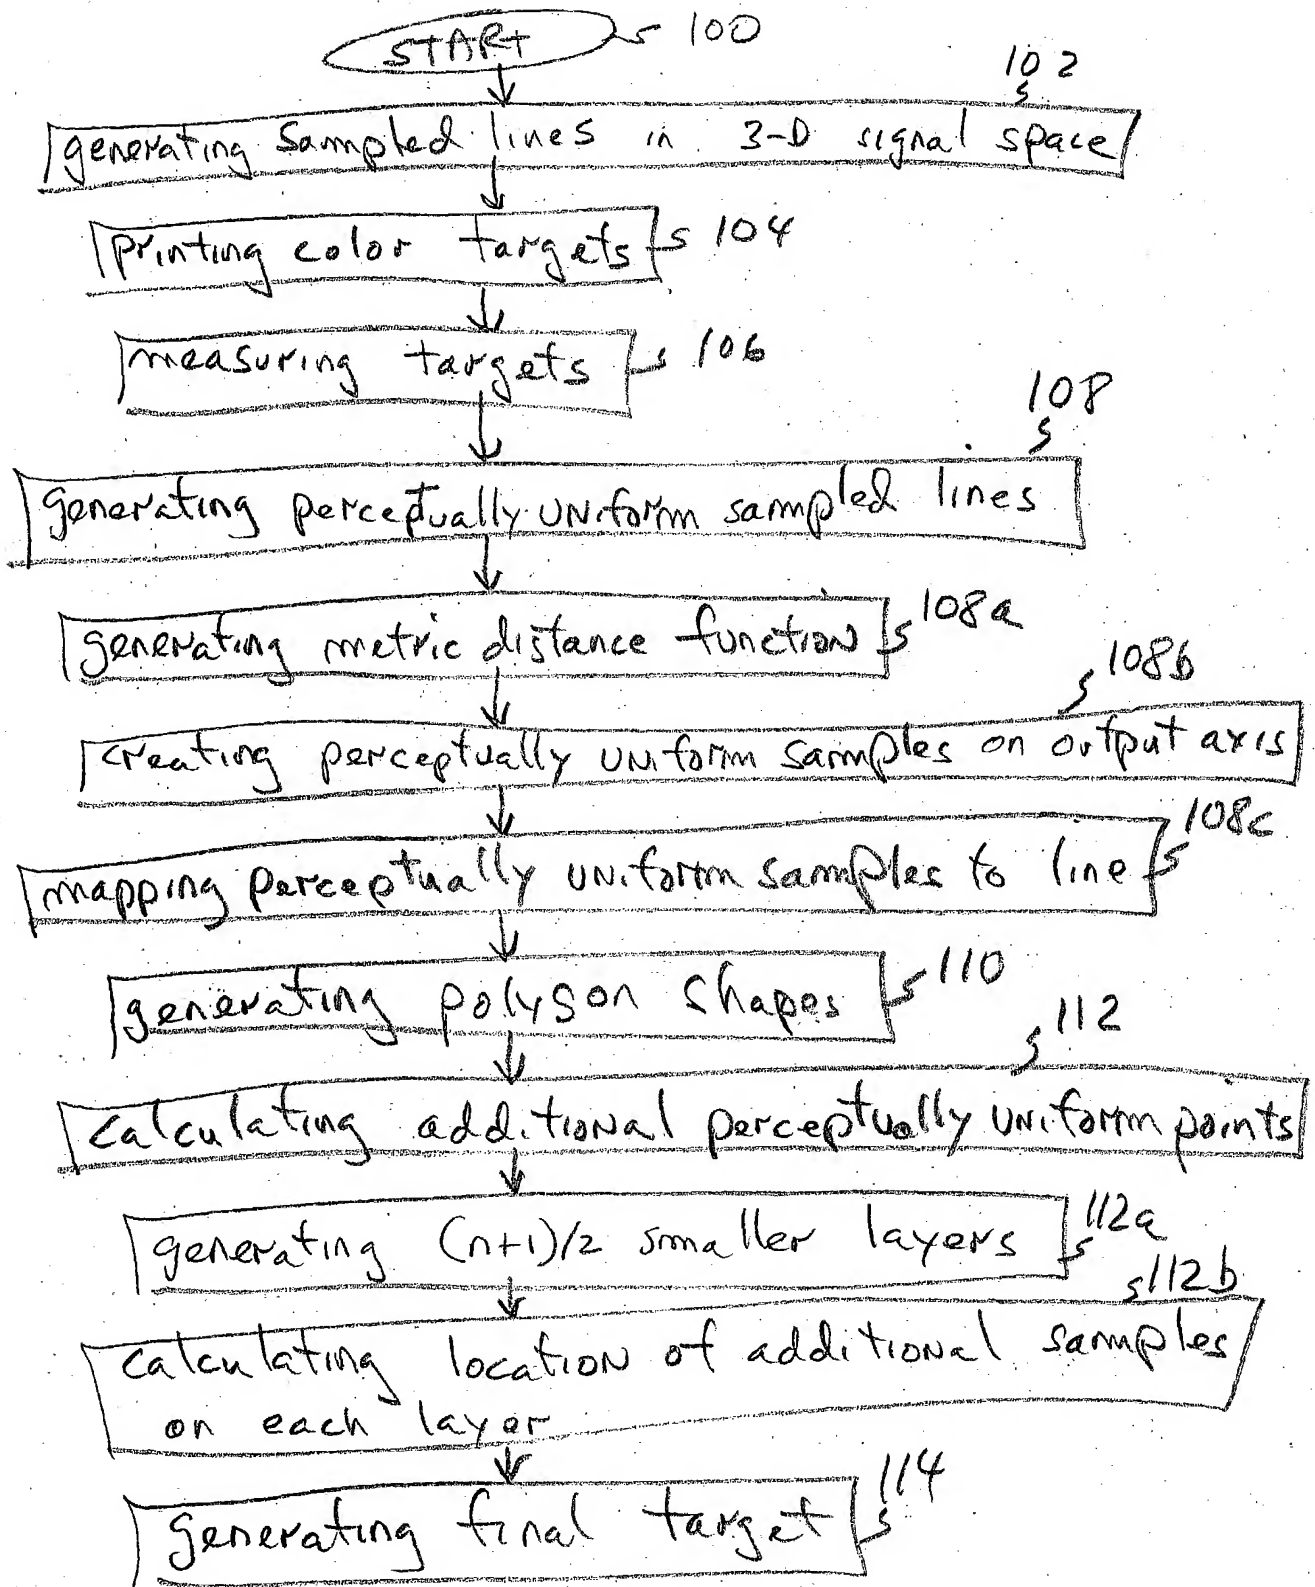 START 100
102
generating sampled lines in 3-D signal space
printing color targets 104
measuring targets 106
108
generating perceptually uniform sampled lines
generating metric distance function 108a
108b
creating perceptually uniform samples on output axis
108c
mapping perceptually uniform samples to line
generating polygon shapes 110
112
calculating additional perceptually uniform points
generating (n+1)/2 smaller layers 112a
112b
calculating location of additional samples
on each layer
generating final target 114